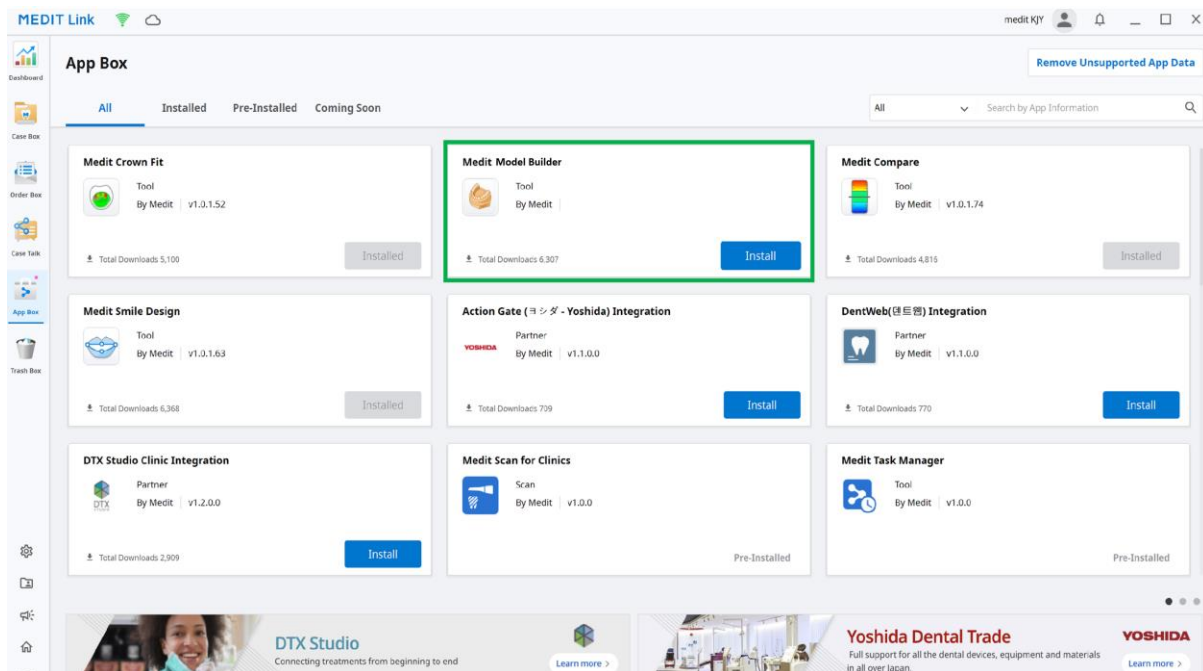 MEDIT Link
medit KJY
Dashboard
Case Box
Order Box
Case Talk
App Box
Trash Box
App Box
Remove Unsupported App Data
All
Installed
Pre-Installed
Coming Soon
All
Search by App Information
Medit Crown Fit
Tool
By Medit
v1.0.1.52
Total Downloads 5,100
Installed
Medit Model Builder
Tool
By Medit
Total Downloads 6,307
Install
Medit Compare
Tool
By Medit
v1.0.1.74
Total Downloads 4,816
Installed
Medit Smile Design
Tool
By Medit
v1.0.1.63
Total Downloads 6,368
Installed
Action Gate (ヨシダ - Yoshida) Integration
YOSHIDA
Partner
By Medit
v1.1.0.0
Total Downloads 709
Install
DentWeb(덴트웹) Integration
Partner
By Medit
v1.1.0.0
Total Downloads 770
Install
DTX Studio Clinic Integration
DTX
Partner
By Medit
v1.2.0.0
Total Downloads 2,909
Install
Medit Scan for Clinics
Scan
By Medit
v1.0.0
Pre-Installed
Medit Task Manager
Tool
By Medit
v1.0.0
Pre-Installed
DTX Studio
Connecting treatments from beginning to end
Learn more >
Yoshida Dental Trade
Full support for all the dental devices, equipment and materials
in all over Japan.
YOSHIDA
Learn more >